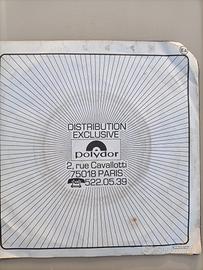 DISTRIBUTION
EXCLUSIVE
polydor
2, rue Cavallotti
75018 PARIS
522.05.39